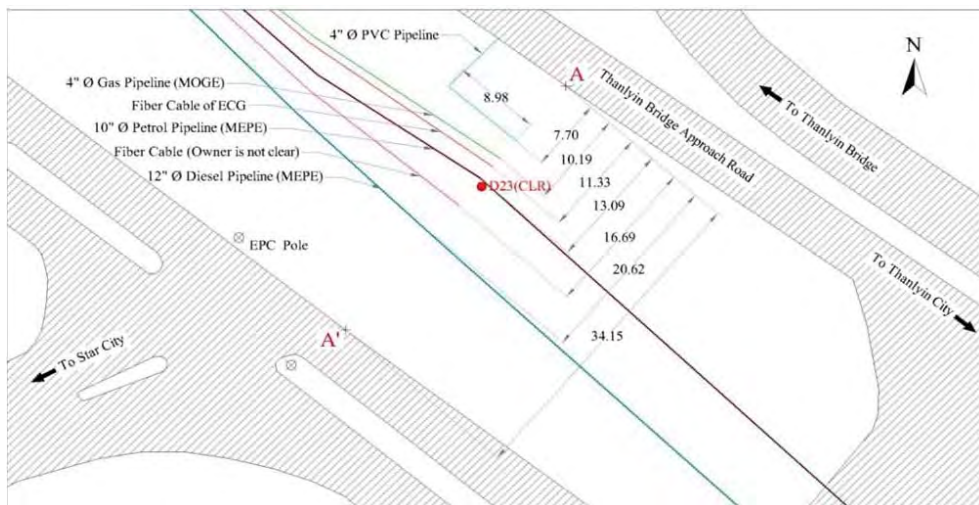 4" Ø PVC Pipeline
A
N
4" Ø Gas Pipeline (MOGE)
Fiber Cable of ECG
10" Ø Petrol Pipeline (MEPE)
Fiber Cable (Owner is not clear)
12" Ø Diesel Pipeline (MEPE)
8.98
Thanlyin Bridge Approach Road
To Thanlyin Bridge
7.70
10.19
11.33
13.09
16.69
20.62
34.15
D23(CLR)
EPC Pole
To Thanlyin City
A'
To Star City